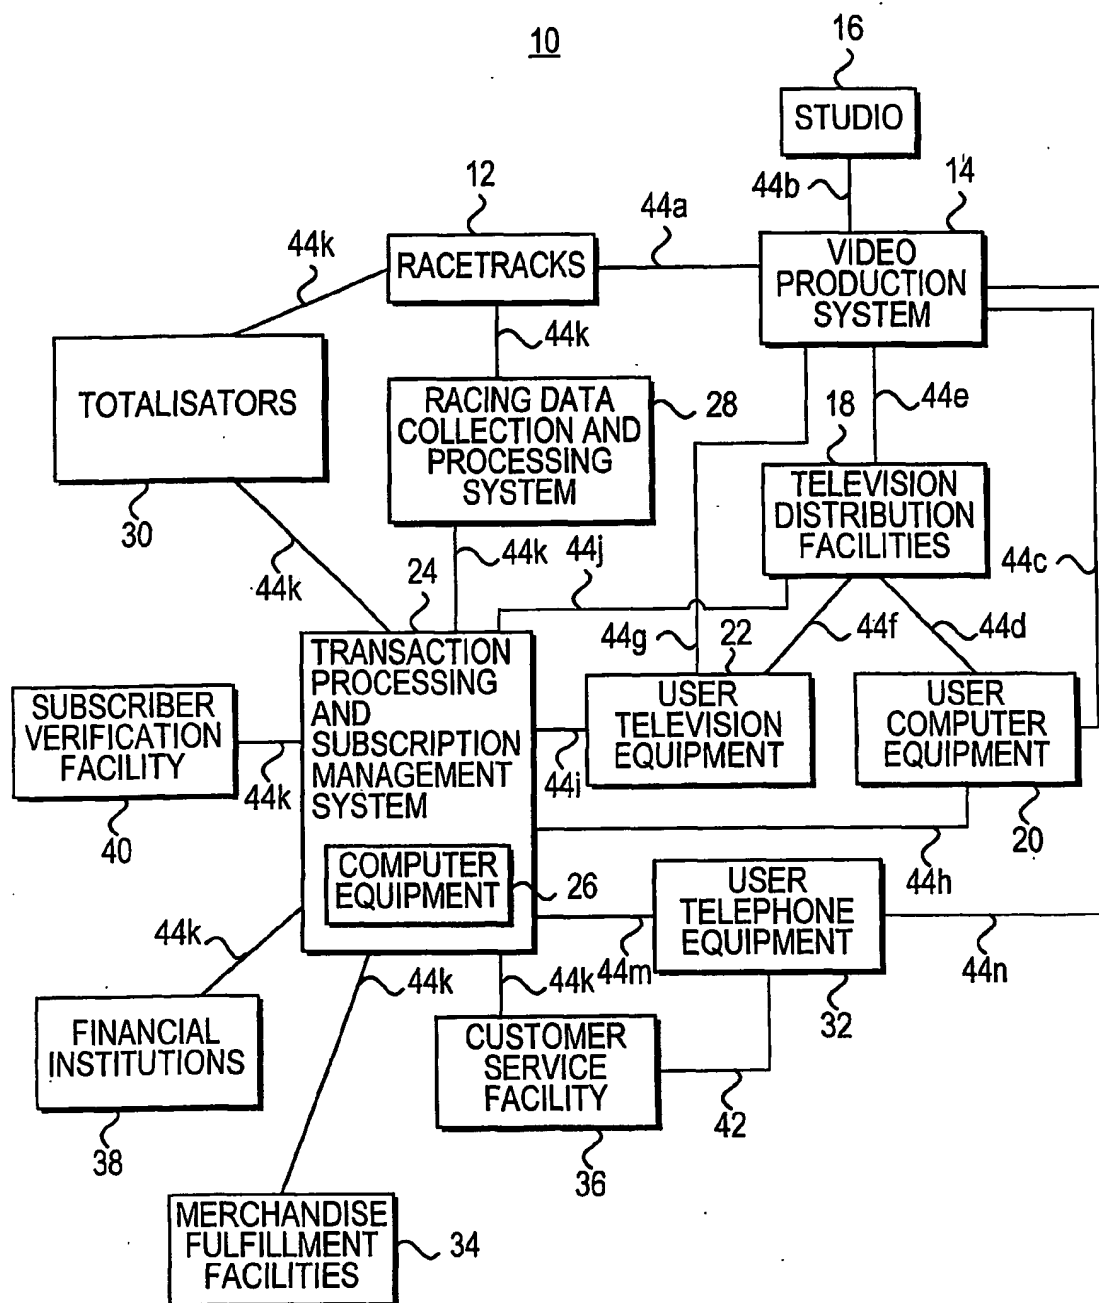 10
16
STUDIO
44b
14
12
44a
44k
RACETRACKS
VIDEO
PRODUCTION
SYSTEM
44k
TOTALISATORS
RACING DATA
COLLECTION AND
PROCESSING
SYSTEM
28
18
44e
30
TELEVISION
DISTRIBUTION
FACILITIES
44k
24
44k
44j
44c
44g
22
44f
44d
TRANSACTION
PROCESSING
AND
SUBSCRIPTION
MANAGEMENT
SYSTEM
SUBSCRIBER
VERIFICATION
FACILITY
44k
40
USER
TELEVISION
EQUIPMENT
44i
USER
COMPUTER
EQUIPMENT
20
44h
COMPUTER
EQUIPMENT
26
USER
TELEPHONE
EQUIPMENT
44k
44k
44k
44m
44n
32
FINANCIAL
INSTITUTIONS
38
CUSTOMER
SERVICE
FACILITY
42
36
MERCHANDISE
FULFILLMENT
FACILITIES
34